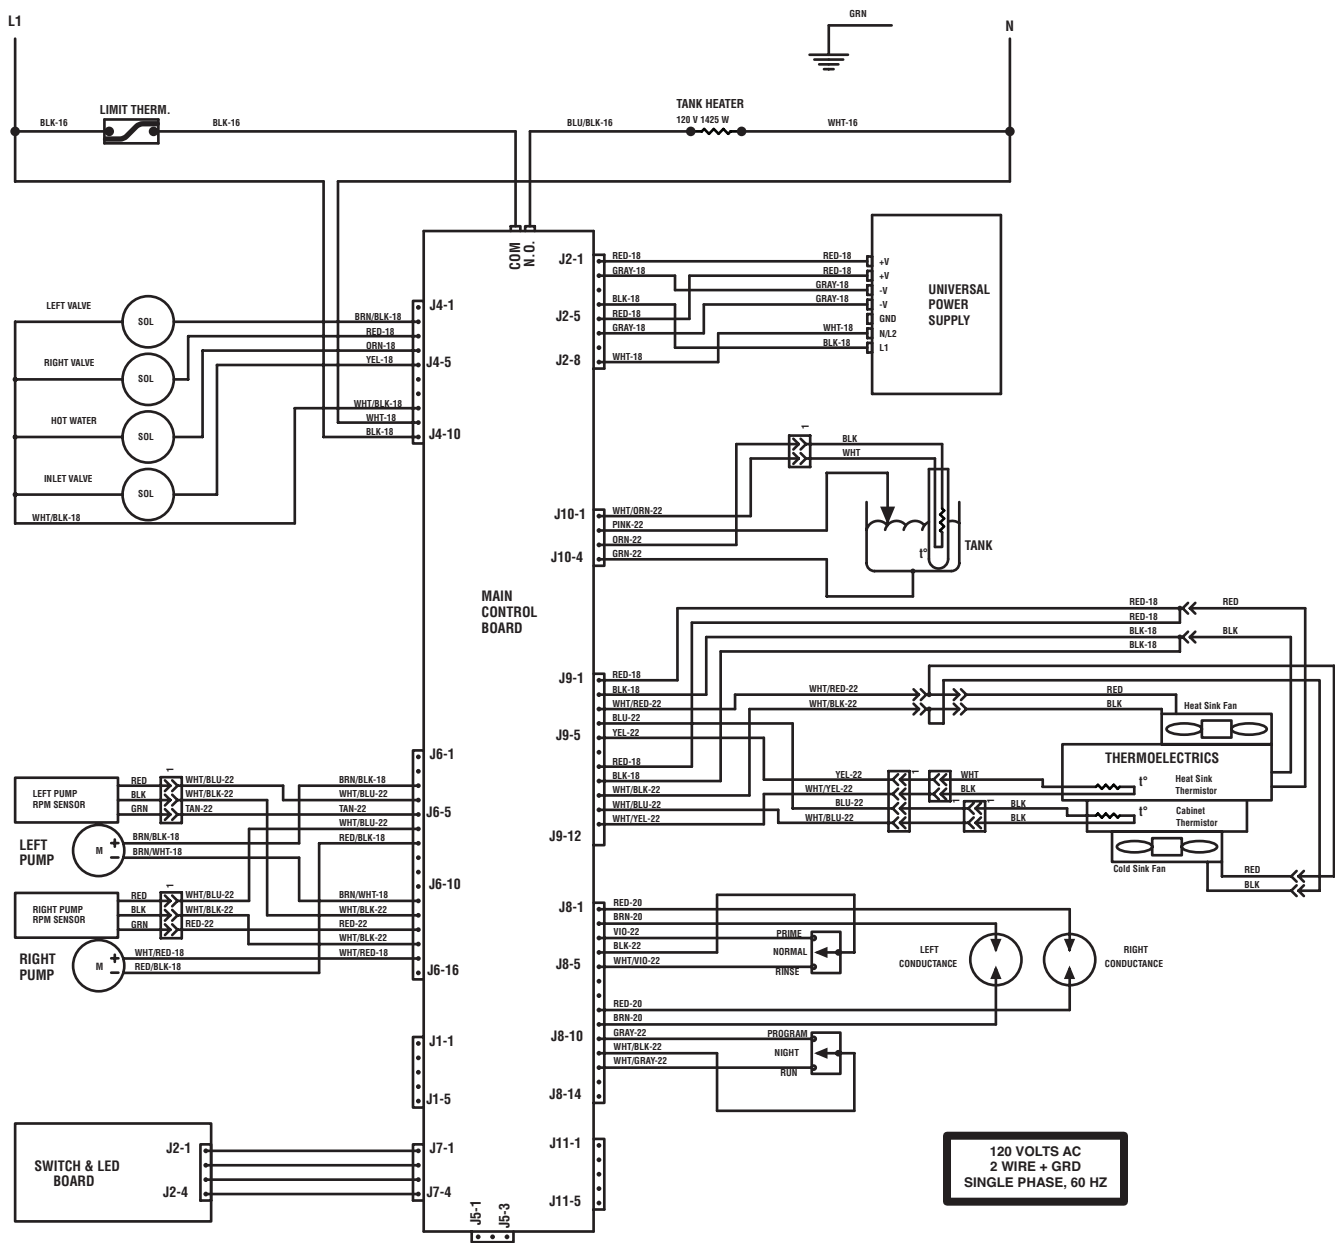 L1
GRN
N
LIMIT THERM.
TANK HEATER
120 V 1425 W
BLK-16
BLK-16
BLU/BLK-16
WHT-16
COM
N.O.
J2-1
RED-18
RED-18
+V
GRAY-18
RED-18
+V
GRAY-18
-V
BLK-18
GRAY-18
-V
J2-5
RED-18
GND
GRAY-18
WHT-18
N/L2
BLK-18
L1
J2-8
WHT-18
UNIVERSAL
POWER
SUPPLY
LEFT VALVE
SOL
BRN/BLK-18
J4-1
RED-18
ORN-18
RIGHT VALVE
SOL
YEL-18
J4-5
HOT WATER
SOL
WHT/BLK-18
WHT-18
BLK-18
J4-10
INLET VALVE
SOL
WHT/BLK-18
1
BLK
WHT
J10-1
WHT/ORN-22
PINK-22
ORN-22
J10-4
GRN-22
t°
TANK
MAIN
CONTROL
BOARD
RED-18
RED
RED-18
BLK-18
BLK
BLK-18
J9-1
RED-18
BLK-18
WHT/RED-22
WHT/RED-22
RED
BLU-22
WHT/BLK-22
BLK
J9-5
YEL-22
RED-18
BLK-18
WHT/BLK-22
WHT/BLU-22
J9-12
WHT/YEL-22
Heat Sink Fan
THERMOELECTRICS
YEL-22
1
WHT
t°
Heat Sink
Thermistor
WHT/YEL-22
BLK
BLU-22
1
1
BLK
t°
Cabinet
Thermistor
WHT/BLU-22
BLK
Cold Sink Fan
RED
BLK
J6-1
LEFT PUMP
RPM SENSOR
1
RED
WHT/BLU-22
BRN/BLK-18
BLK
WHT/BLK-22
WHT/BLU-22
GRN
TAN-22
TAN-22
J6-5
WHT/BLU-22
LEFT
PUMP
M
+
BRN/BLK-18
RED/BLK-18
–
BRN/WHT-18
J6-10
RIGHT PUMP
RPM SENSOR
1
RED
WHT/BLU-22
BRN/WHT-18
BLK
WHT/BLK-22
WHT/BLK-22
GRN
RED-22
RED-22
WHT/BLK-22
RIGHT
PUMP
M
+
WHT/RED-18
WHT/RED-18
–
RED/BLK-18
J6-16
J8-1
RED-20
BRN-20
VIO-22
PRIME
BLK-22
NORMAL
J8-5
WHT/VIO-22
RINSE
LEFT
CONDUCTANCE
RIGHT
CONDUCTANCE
RED-20
BRN-20
J8-10
GRAY-22
PROGRAM
WHT/BLK-22
NIGHT
WHT/GRAY-22
RUN
J8-14
J1-1
J1-5
SWITCH & LED
BOARD
J2-1
J2-4
J7-1
J7-4
J11-1
J11-5
J5-1
J5-3
120 VOLTS AC
2 WIRE + GRD
SINGLE PHASE, 60 HZ